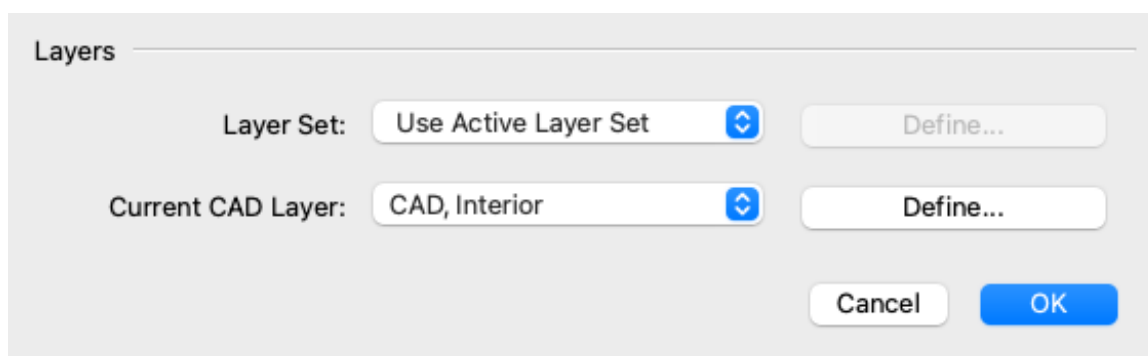 Layers
Layer Set: Use Active Layer Set Define...
Current CAD Layer: CAD, Interior Define...
Cancel OK